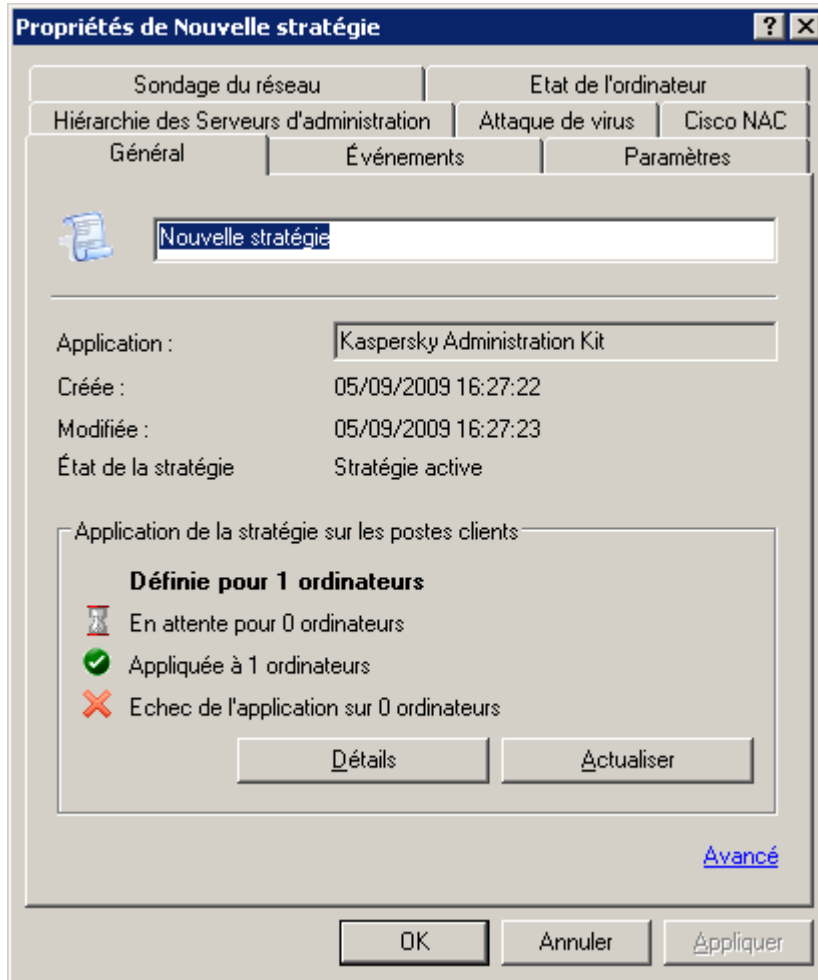 Propriétés de Nouvelle stratégie
Sondage du réseau Etat de l'ordinateur
Hiérarchie des Serveurs d'administration Attaque de virus Cisco NAC
Général Événements Paramètres
Nouvelle stratégie
Application : Kaspersky Administration Kit
Créée : 05/09/2009 16:27:22
Modifiée : 05/09/2009 16:27:23
État de la stratégie Stratégie active
Application de la stratégie sur les postes clients
Définie pour 1 ordinateurs
En attente pour 0 ordinateurs
Appliquée à 1 ordinateurs
Echec de l'application sur 0 ordinateurs
Détails Actualiser
Avancé
OK Annuler Appliquer